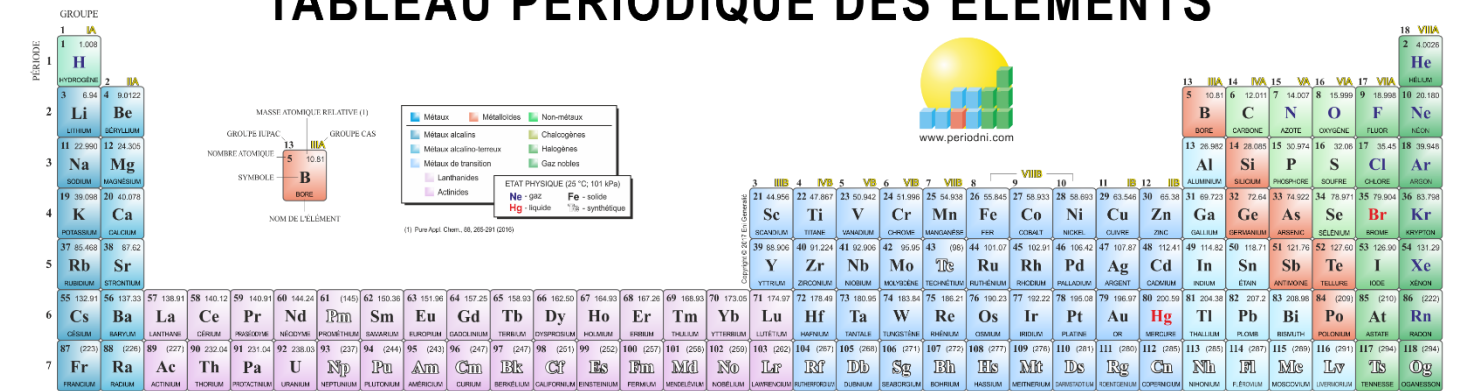 TABLEAU PÉRIODIQUE DES ÉLÉMENTS
GROUPE
PÉRIODE
1 IA
18 VIIIA
1
1 1.008
H
HYDROGÈNE
2 4.0026
He
HÉLIUM
2 IIA
13 IIIA 14 IVA 15 VA 16 VIA 17 VIIA
2
3 6.94 4 9.0122
Li Be
LITHIUM BÉRYLLIUM
5 10.81 6 12.011 7 14.007 8 15.999 9 18.998 10 20.180
B C N O F Ne
BORE CARBONE AZOTE OXYGÈNE FLUOR NÉON
MASSE ATOMIQUE RELATIVE (1)
GROUPE IUPAC
GROUPE CAS
13 IIIA
NOMBRE ATOMIQUE
5 10.81
SYMBOLE
B
BORE
NOM DE L'ÉLÉMENT
Métaux Métalloïdes Non-métaux
Métaux alcalins Chalcogènes
Métaux alcalino-terreux Halogènes
Métaux de transition Gaz nobles
Lanthanides
Actinides
ETAT PHYSIQUE (25 °C; 101 kPa)
Ne - gaz Fe - solide
Hg - liquide - synthétique
(1) Pure Appl. Chem., 88, 265-291 (2016)
www.periodni.com
3
11 22.990 12 24.305
Na Mg
SODIUM MAGNÉSIUM
13 26.982 14 28.085 15 30.974 16 32.06 17 35.45 18 39.948
Al Si P S Cl Ar
ALUMINIUM SILICIUM PHOSPHORE SOUFRE CHLORE ARGON
3 IIIB 4 IVB 5 VB 6 VIB 7 VIIB 8 9 VIIIB 10 11 IB 12 IIB
4
19 39.098 20 40.078 21 44.956 22 47.867 23 50.942 24 51.996 25 54.938 26 55.845 27 58.933 28 58.693 29 63.546 30 65.38 31 69.723 32 72.64 33 74.922 34 78.971 35 79.904 36 83.798
K Ca Sc Ti V Cr Mn Fe Co Ni Cu Zn Ga Ge As Se Br Kr
POTASSIUM CALCIUM SCANDIUM TITANE VANADIUM CHROME MANGANÈSE FER COBALT NICKEL CUIVRE ZINC GALLIUM GERMANIUM ARSENIC SÉLÉNIUM BROME KRYPTON
Copyright © 2017 Eni Generalić
5
37 85.468 38 87.62 39 88.906 40 91.224 41 92.906 42 95.95 43 (98) 44 101.07 45 102.91 46 106.42 47 107.87 48 112.41 49 114.82 50 118.71 51 121.76 52 127.60 53 126.90 54 131.29
Rb Sr Y Zr Nb Mo Tc Ru Rh Pd Ag Cd In Sn Sb Te I Xe
RUBIDIUM STRONTIUM YTTRIUM ZIRCONIUM NIOBIUM MOLYBDÈNE TECHNÉTIUM RUTHÉNIUM RHODIUM PALLADIUM ARGENT CADMIUM INDIUM ÉTAIN ANTIMOINE TELLURE IODE XÉNON
6
55 132.91 56 137.33 57 138.91 58 140.12 59 140.91 60 144.24 61 (145) 62 150.36 63 151.96 64 157.25 65 158.93 66 162.50 67 164.93 68 167.26 69 168.93 70 173.05 71 174.97 72 178.49 73 180.95 74 183.84 75 186.21 76 190.23 77 192.22 78 195.08 79 196.97 80 200.59 81 204.38 82 207.2 83 208.98 84 (209) 85 (210) 86 (222)
Cs Ba La Ce Pr Nd Pm Sm Eu Gd Tb Dy Ho Er Tm Yb Lu Hf Ta W Re Os Ir Pt Au Hg Tl Pb Bi Po At Rn
CÉSIUM BARYUM LANTHANE CÉRIUM PRASÉODYME NÉODYME PROMÉTHIUM SAMARIUM EUROPIUM GADOLINIUM TERBIUM DYSPROSIUM HOLMIUM ERBIUM THULIUM YTTERBIUM LUTÉTIUM HAFNIUM TANTALE TUNGSTÈNE RHÉNIUM OSMIUM IRIDIUM PLATINE OR MERCURE THALLIUM PLOMB BISMUTH POLONIUM ASTATE RADON
7
87 (223) 88 (226) 89 (227) 90 232.04 91 231.04 92 238.03 93 (237) 94 (244) 95 (243) 96 (247) 97 (247) 98 (251) 99 (252) 100 (257) 101 (258) 102 (259) 103 (262) 104 (267) 105 (268) 106 (271) 107 (272) 108 (277) 109 (276) 110 (281) 111 (280) 112 (285) 113 (285) 114 (287) 115 (289) 116 (291) 117 (294) 118 (294)
Fr Ra Ac Th Pa U Np Pu Am Cm Bk Cf Es Fm Md No Lr Rf Db Sg Bh Hs Mt Ds Rg Cn Nh Fl Mc Lv Ts Og
FRANCIUM RADIUM ACTINIUM THORIUM PROTACTINIUM URANIUM NEPTUNIUM PLUTONIUM AMÉRICIUM CURIUM BERKÉLIUM CALIFORNIUM EINSTEINIUM FERMIUM MENDELÉVIUM NOBÉLIUM LAWRENCIUM RUTHERFORDIUM DUBNIUM SEABORGIUM BOHRIUM HASSIUM MEITNERIUM DARMSTADTIUM ROENTGENIUM COPERNICIUM NIHONIUM FLÉROVIUM MOSCOVIUM LIVERMORIUM TENNESSE OGANESSON